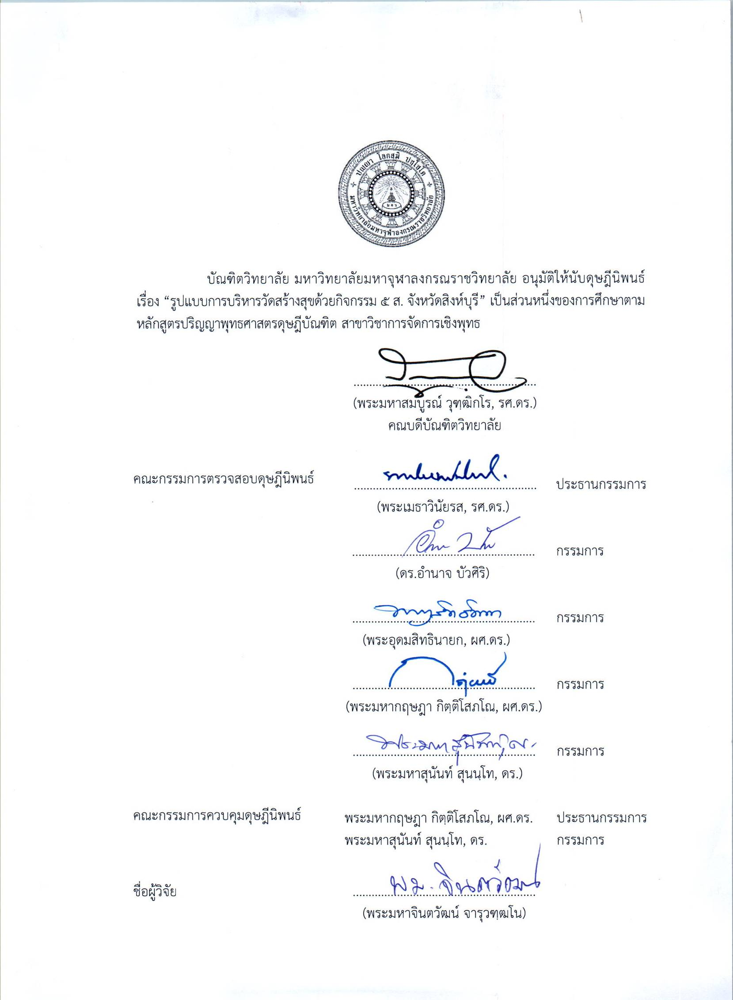 ปญฺญา โลกสฺมิ ปชฺโชโต
มจร
มหาวิทยาลัยมหาจุฬาลงกรณราชวิทยาลัย
บัณฑิตวิทยาลัย มหาวิทยาลัยมหาจุฬาลงกรณราชวิทยาลัย อนุมัติให้นับดุษฎีนิพนธ์
เรื่อง “รูปแบบการบริหารวัดสร้างสุขด้วยกิจกรรม ๕ ส. จังหวัดสิงห์บุรี” เป็นส่วนหนึ่งของการศึกษาตาม
หลักสูตรปริญญาพุทธศาสตรดุษฎีบัณฑิต สาขาวิชาการจัดการเชิงพุทธ
(พระมหาสมบูรณ์ วุฑฺฒิกโร, รศ.ดร.)
คณบดีบัณฑิตวิทยาลัย
คณะกรรมการตรวจสอบดุษฎีนิพนธ์ ประธานกรรมการ
(พระเมธาวินัยรส, รศ.ดร.)
กรรมการ
(ดร.อำนาจ บัวศิริ)
กรรมการ
(พระอุดมสิทธินายก, ผศ.ดร.)
กรรมการ
(พระมหากฤษฎา กิตฺติโสภโณ, ผศ.ดร.)
กรรมการ
(พระมหาสุนันท์ สุนนฺโท, ดร.)
คณะกรรมการควบคุมดุษฎีนิพนธ์ พระมหากฤษฎา กิตฺติโสภโณ, ผศ.ดร. ประธานกรรมการ
พระมหาสุนันท์ สุนนฺโท, ดร. กรรมการ
พม. จินตวัฒน์
ชื่อผู้วิจัย
(พระมหาจินตวัฒน์ จารุวฑฺฒโน)